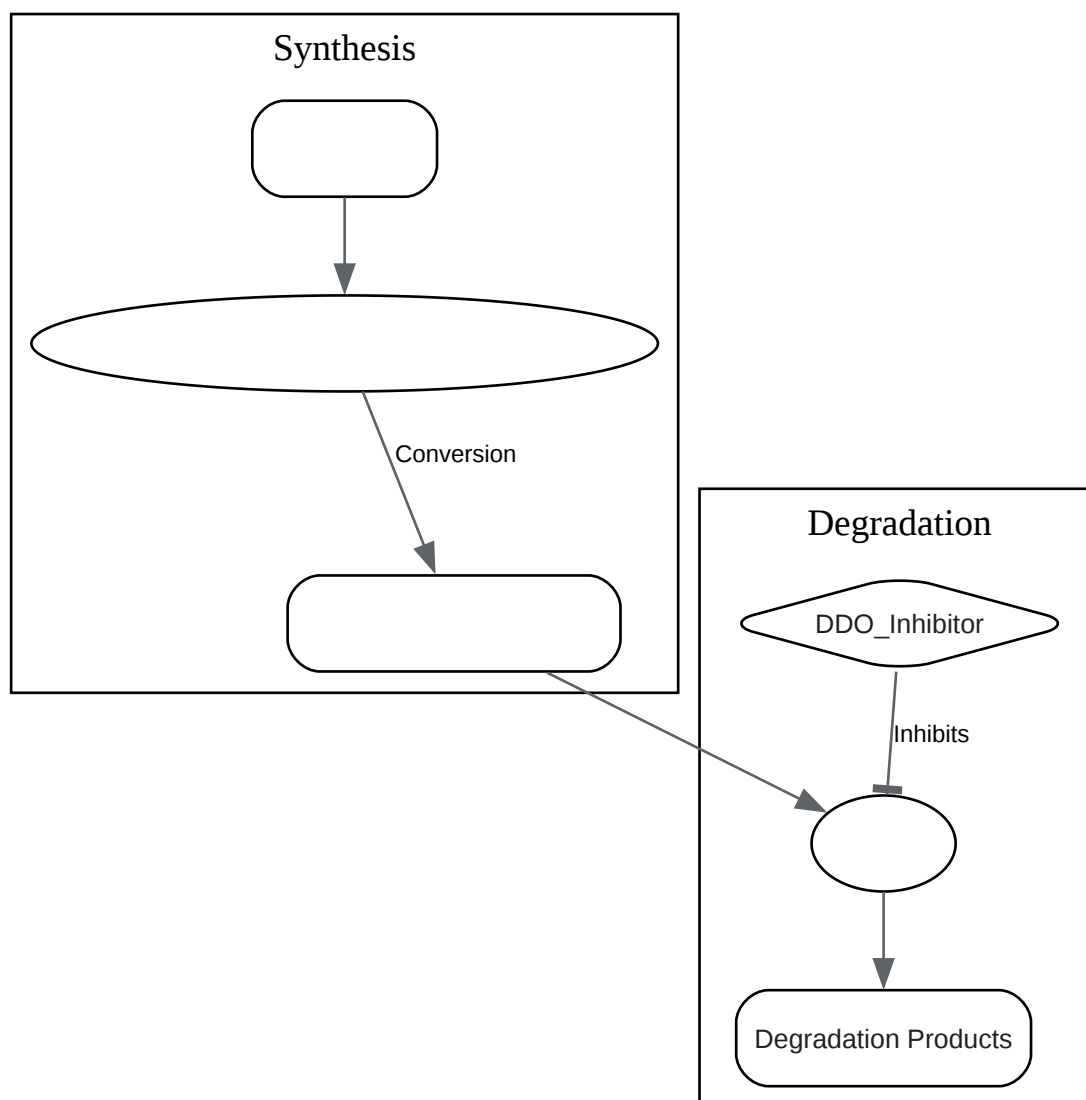 Synthesis
Conversion
Degradation
DDO_Inhibitor
Inhibits
Degradation Products